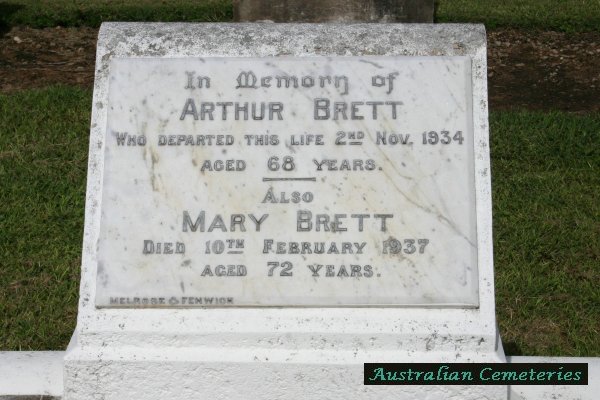 In Memory of
ARTHUR BRETT
WHO DEPARTED THIS LIFE 2ND NOV. 1934
AGED 68 YEARS.
ALSO
MARY BRETT
DIED 10TH FEBRUARY 1937
AGED 72 YEARS.
MELROSE & FENWICK
Australian Cemeteries